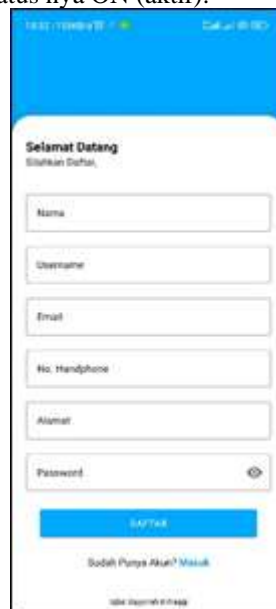 nya ON (aktif).
Selamat Datang
Silahkan Daftar,
Nama
Username
Email
No. Handphone
Alamat
Password
DAFTAR
Sudah Punya Akun? Masuk